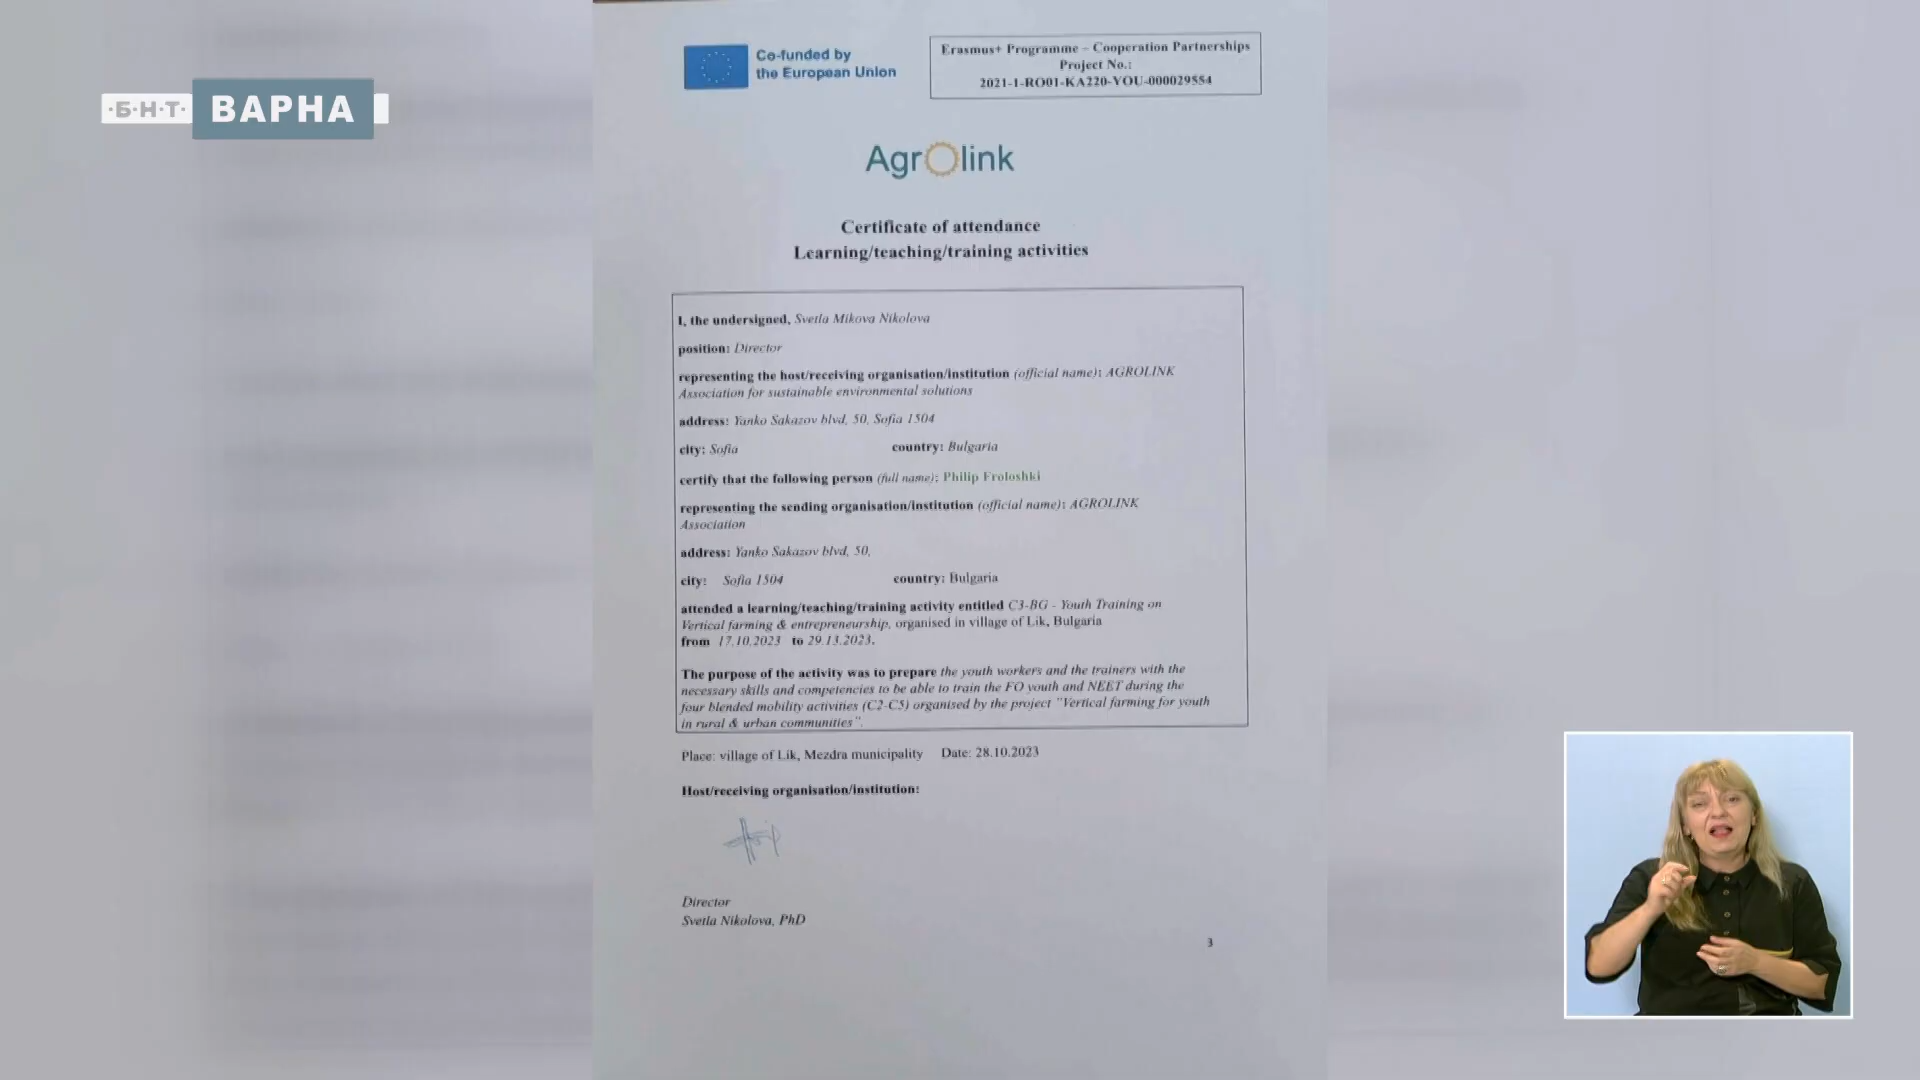 ·Б·Н·Т· ВАРНА
Co-funded by
the European Union
Erasmus+ Programme – Cooperation Partnerships
Project No.:
2021-1-RO01-KA220-YOU-000029554
Agrolink
Certificate of attendance
Learning/teaching/training activities
I, the undersigned, Svetla Mikova Nikolova
position: Director
representing the host/receiving organisation/institution (official name): AGROLINK
Association for sustainable environmental solutions
address: Yanko Sakazov blvd, 50, Sofia 1504
city: Sofia country: Bulgaria
certify that the following person (full name): Philip Froloshki
representing the sending organisation/institution (official name): AGROLINK
Association
address: Yanko Sakazov blvd, 50,
city: Sofia 1504 country: Bulgaria
attended a learning/teaching/training activity entitled C3-BG - Youth Training on
Vertical farming & entrepreneurship, organised in village of Lik, Bulgaria
from 17.10.2023 to 29.13.2023.
The purpose of the activity was to prepare the youth workers and the trainers with the
necessary skills and competencies to be able to train the FO youth and NEET during the
four blended mobility activities (C2-C5) organised by the project "Vertical farming for youth
in rural & urban communities".
Place: village of Lik, Mezdra municipality Date: 28.10.2023
Host/receiving organisation/institution:
Director
Svetla Nikolova, PhD
3